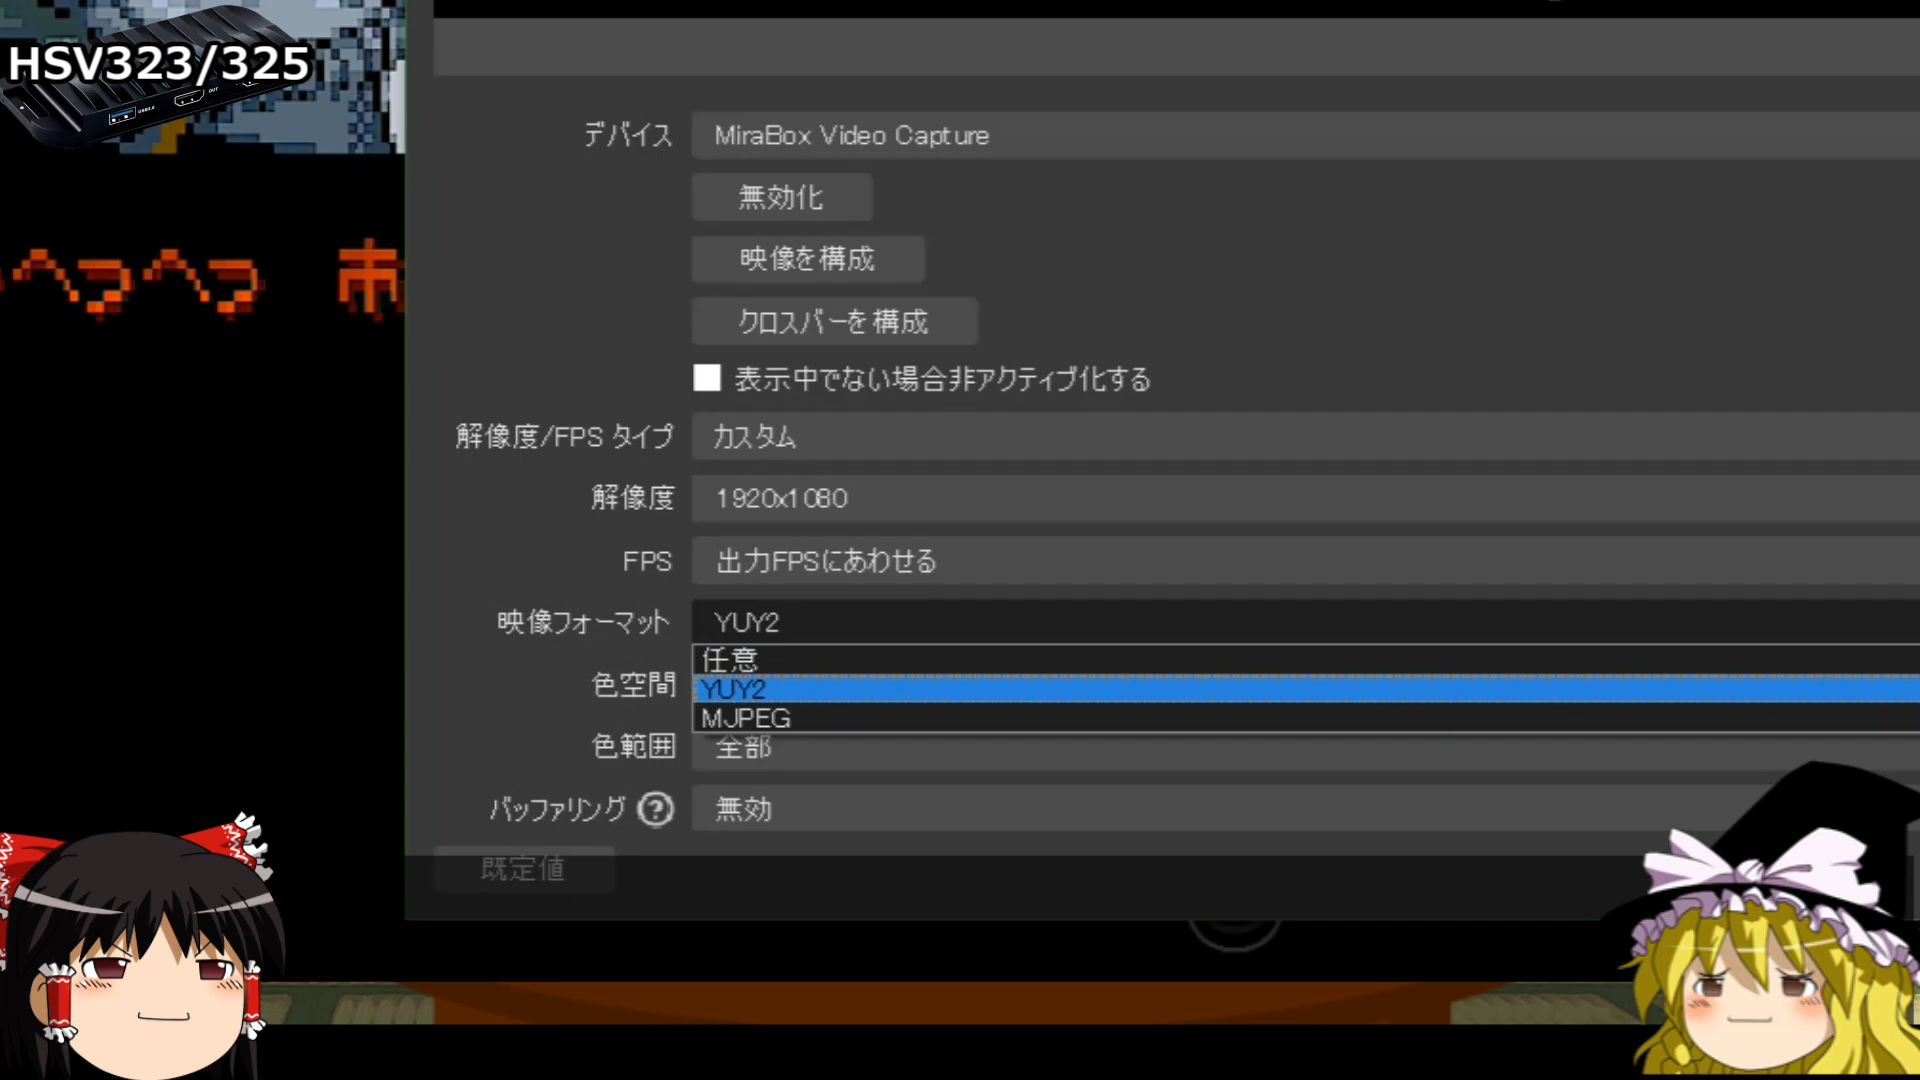 HSV323/325
デバイス MiraBox Video Capture
無効化
映像を構成
クロスバーを構成
表示中でない場合非アクティブ化する
解像度/FPS タイプ カスタム
解像度 1920x1080
FPS 出力FPSにあわせる
映像フォーマット YUY2
任意
色空間 YUY2
MJPEG
色範囲 全部
バッファリング ? 無効
既定値